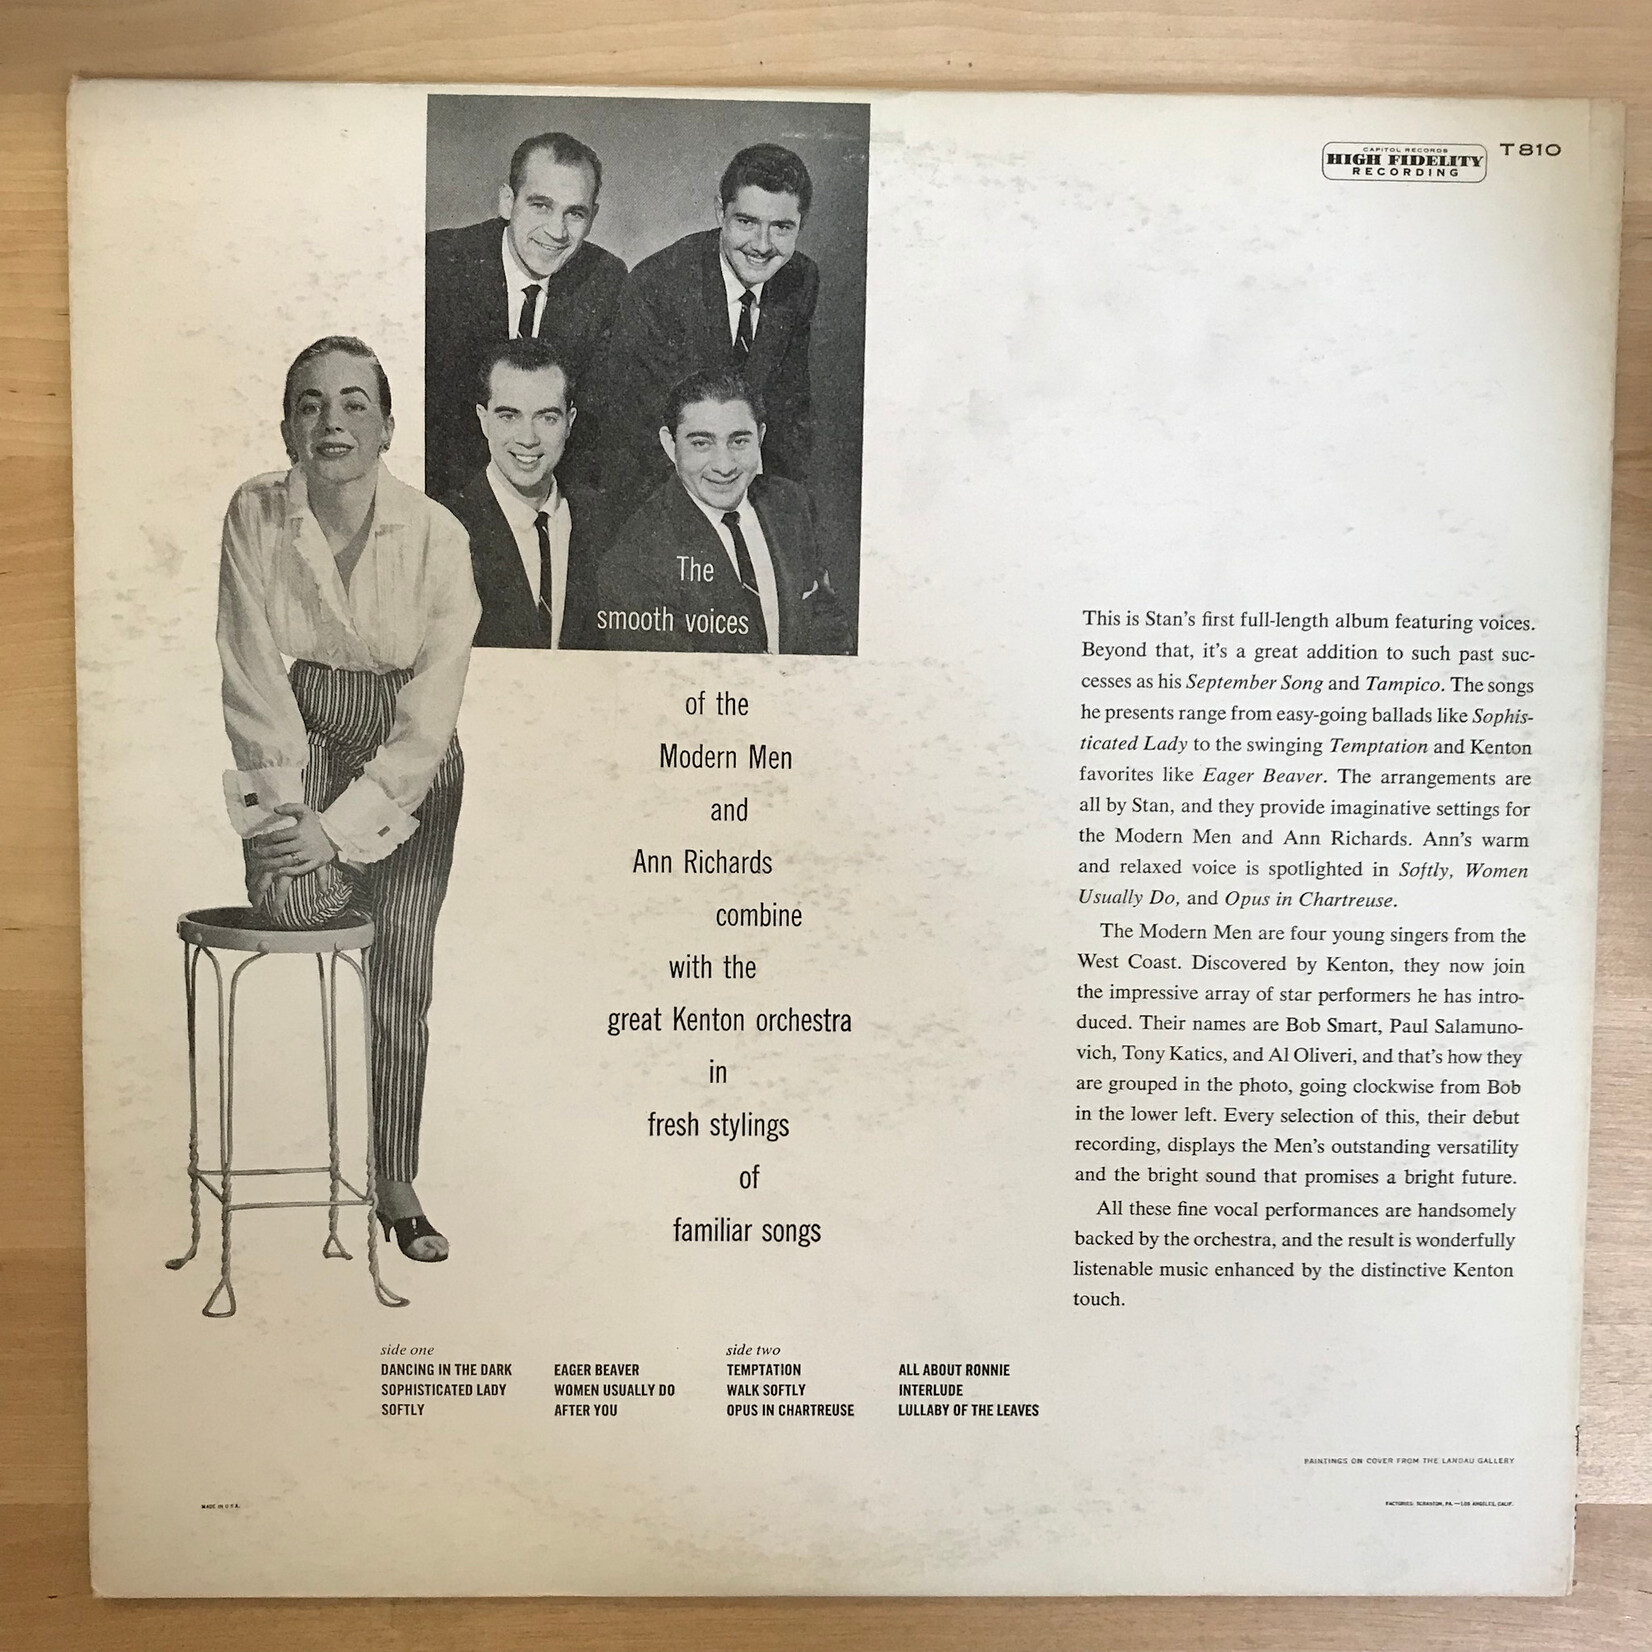 CAPITOL RECORDS
HIGH FIDELITY
RECORDING
T 810
The
smooth voices
of the
Modern Men
and
Ann Richards
combine
with the
great Kenton orchestra
in
fresh stylings
of
familiar songs
This is Stan's first full-length album featuring voices.
Beyond that, it's a great addition to such past suc-
cesses as his September Song and Tampico. The songs
he presents range from easy-going ballads like Sophis-
ticated Lady to the swinging Temptation and Kenton
favorites like Eager Beaver. The arrangements are
all by Stan, and they provide imaginative settings for
the Modern Men and Ann Richards. Ann's warm
and relaxed voice is spotlighted in Softly, Women
Usually Do, and Opus in Chartreuse.
The Modern Men are four young singers from the
West Coast. Discovered by Kenton, they now join
the impressive array of star performers he has intro-
duced. Their names are Bob Smart, Paul Salamuno-
vich, Tony Katics, and Al Oliveri, and that's how they
are grouped in the photo, going clockwise from Bob
in the lower left. Every selection of this, their debut
recording, displays the Men's outstanding versatility
and the bright sound that promises a bright future.
All these fine vocal performances are handsomely
backed by the orchestra, and the result is wonderfully
listenable music enhanced by the distinctive Kenton
touch.
side one
DANCING IN THE DARK
SOPHISTICATED LADY
SOFTLY
EAGER BEAVER
WOMEN USUALLY DO
AFTER YOU
side two
TEMPTATION
WALK SOFTLY
OPUS IN CHARTREUSE
ALL ABOUT RONNIE
INTERLUDE
LULLABY OF THE LEAVES
PAINTINGS ON COVER FROM THE LANDAU GALLERY
MADE IN U.S.A.
FACTORIES: SCRANTON, PA. — LOS ANGELES, CALIF.